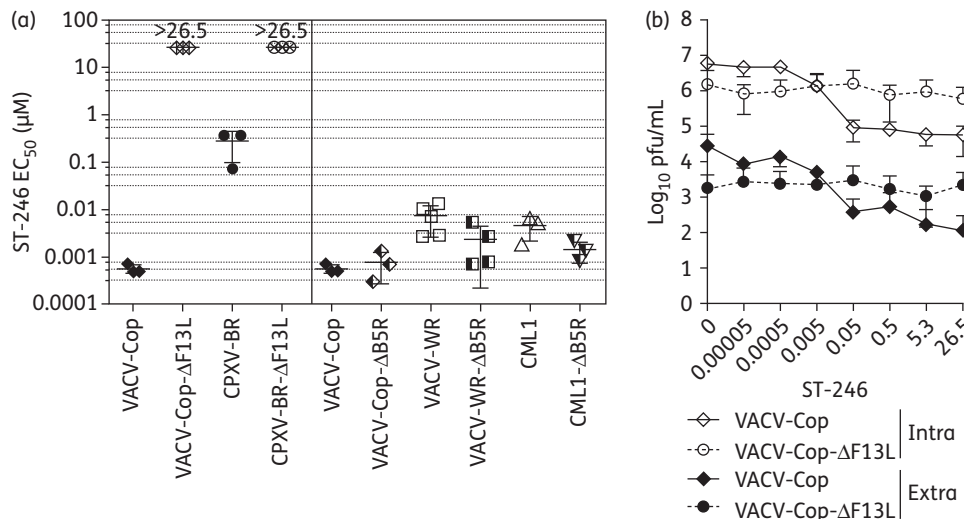 (a)
ST-246 EC50 (µM)
100
10
1
0.1
0.01
0.001
0.0001
>26.5
>26.5
VACV-Cop
VACV-Cop-ΔF13L
CPXV-BR
CPXV-BR-ΔF13L
VACV-Cop
VACV-Cop-ΔB5R
VACV-WR
VACV-WR-ΔB5R
CML1
CML1-ΔB5R
(b)
Log10 pfu/mL
8
7
6
5
4
3
2
1
0
0
0.00005
0.0005
0.005
0.05
0.5
5.3
26.5
ST-246
VACV-Cop
VACV-Cop-ΔF13L
Intra
VACV-Cop
VACV-Cop-ΔF13L
Extra